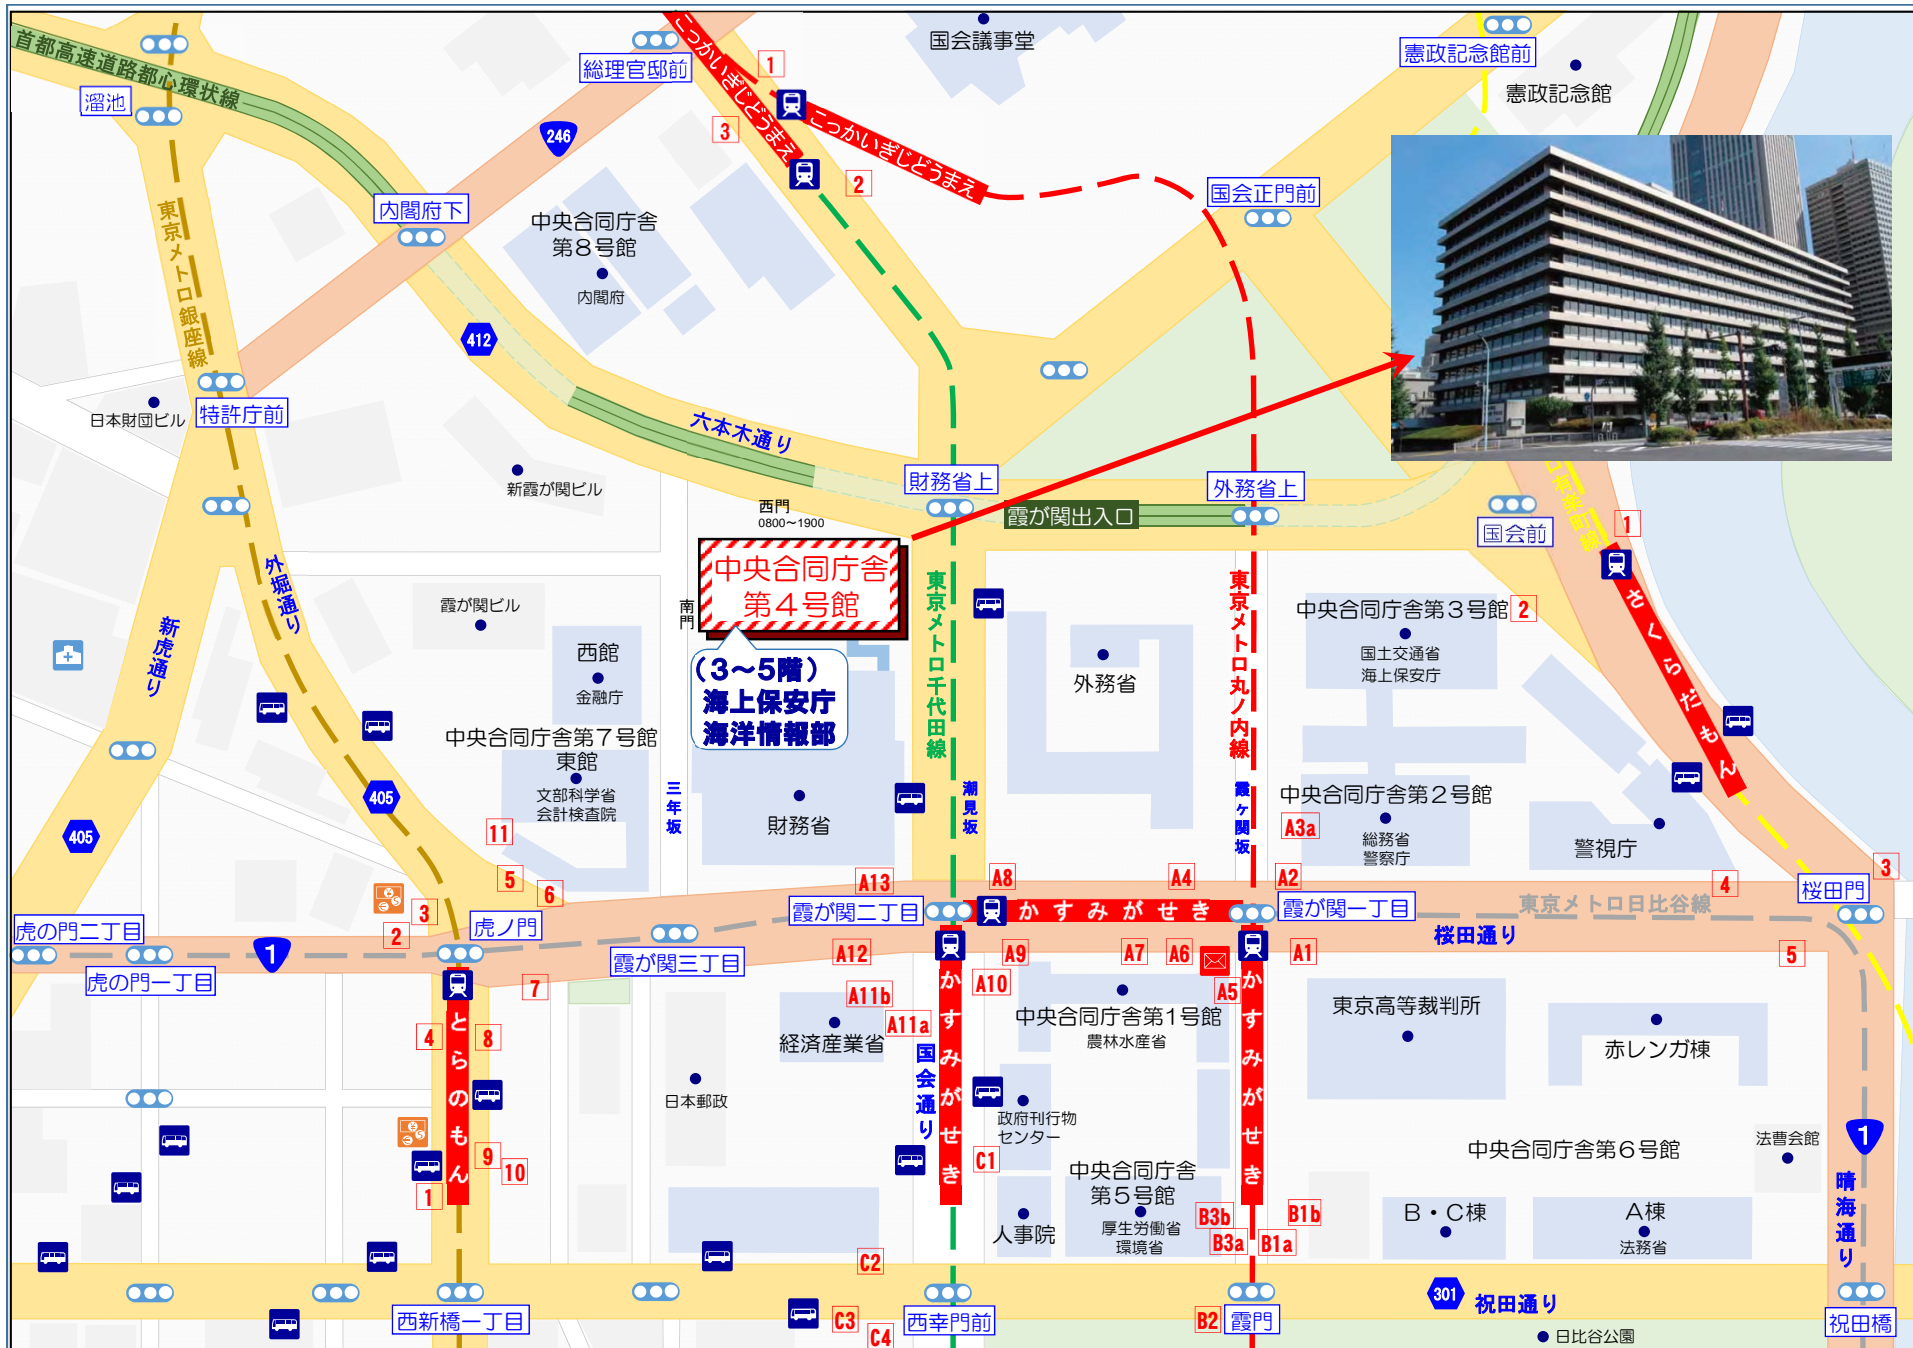 首都高速道路都心環状線
溜池
総理官邸前
こっかいぎじどうまえ
1
3
2
こっかいぎじどうまえ
国会議事堂
憲政記念館前
憲政記念館
246
内閣府下
中央合同庁舎
第8号館
内閣府
国会正門前
東京メトロ銀座線
412
日本財団ビル
特許庁前
六本木通り
新霞が関ビル
西門
0800～1900
財務省上
外務省上
霞が関出入口
国会前
ロ有楽町線
1
中央合同庁舎
第4号館
(3～5階)
海上保安庁
海洋情報部
南門
外堀通り
新虎通り
霞が関ビル
西館
金融庁
中央合同庁舎第7号館
東館
文部科学省
会計検査院
405
405
11
5
6
3
2
三年坂
財務省
東京メトロ千代田線
潮見坂
外務省
東京メトロ丸ノ内線
霞ヶ関坂
中央合同庁舎第3号館
2
国土交通省
海上保安庁
さくらだもん
中央合同庁舎第2号館
A3a
総務省
警察庁
警視庁
A13
A8
A4
A2
4
3
桜田門
虎の門二丁目
虎の門一丁目
1
虎ノ門
霞が関三丁目
霞が関二丁目
かすみがせき
霞が関一丁目
東京メトロ日比谷線
桜田通り
5
7
A12
A9
A7
A6
A1
A5
A10
A11b
A11a
とらのもん
4
8
9
10
1
経済産業省
日本郵政
国会通り
かすみがせき
中央合同庁舎第1号館
農林水産省
政府刊行物
センター
C1
かすみがせき
中央合同庁舎
第5号館
厚生労働省
環境省
人事院
東京高等裁判所
赤レンガ棟
中央合同庁舎第6号館
法曹会館
1
晴海通り
B・C棟
A棟
法務省
B3b
B3a
B1b
B1a
C2
C3
C4
西新橋一丁目
西幸門前
B2
霞門
301
祝田通り
日比谷公園
祝田橋